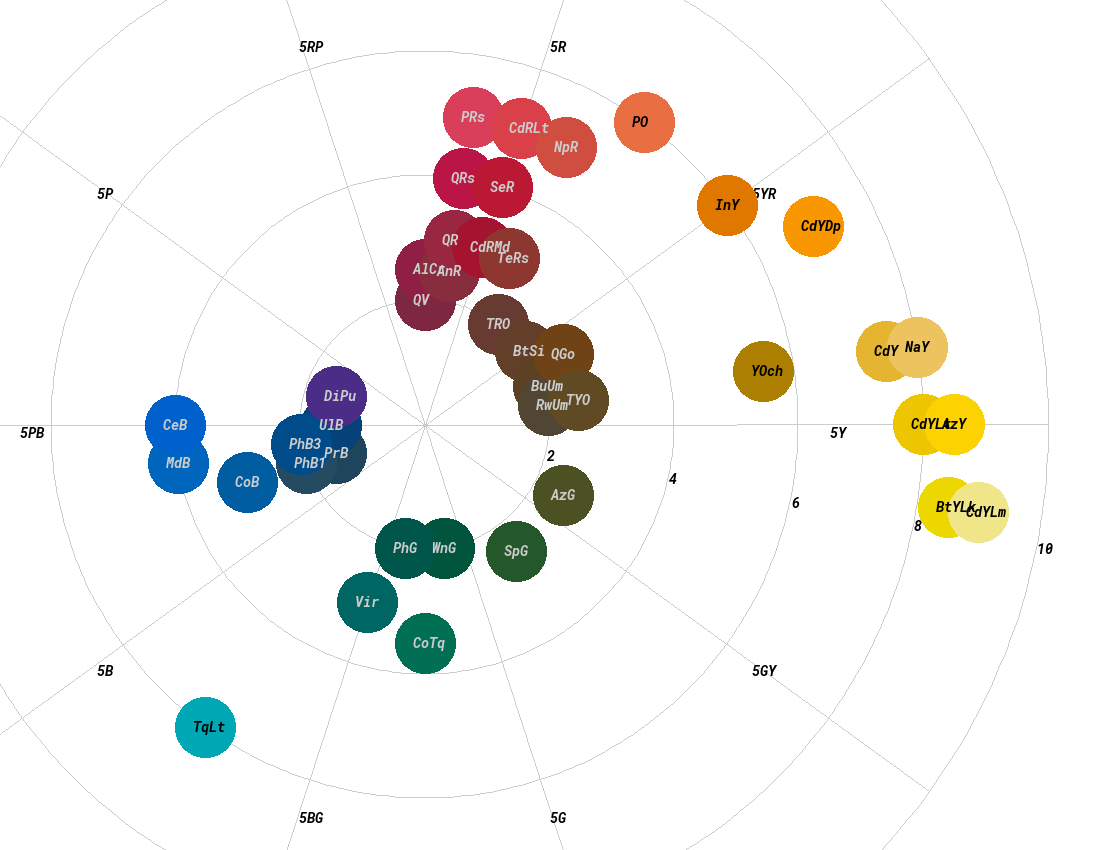 5RP
5R
PRs
CdRLt
PO
NpR
QRs
SeR
5P
5YR
InY
CdYDp
QR
CdRMd
TeRs
AlC
AnR
QV
TRO
BtSi
QGo
CdY
NaY
YOch
DiPu
BuUm
TYO
RwUm
CeB
UlB
5PB
PhB3
PrB
5Y
CdYL
AzY
MdB
PhB1
2
CoB
4
AzG
6
BtYLk
CdYLm
8
PhG
WnG
SpG
10
Vir
CoTq
5B
5GY
TqLt
5BG
5G